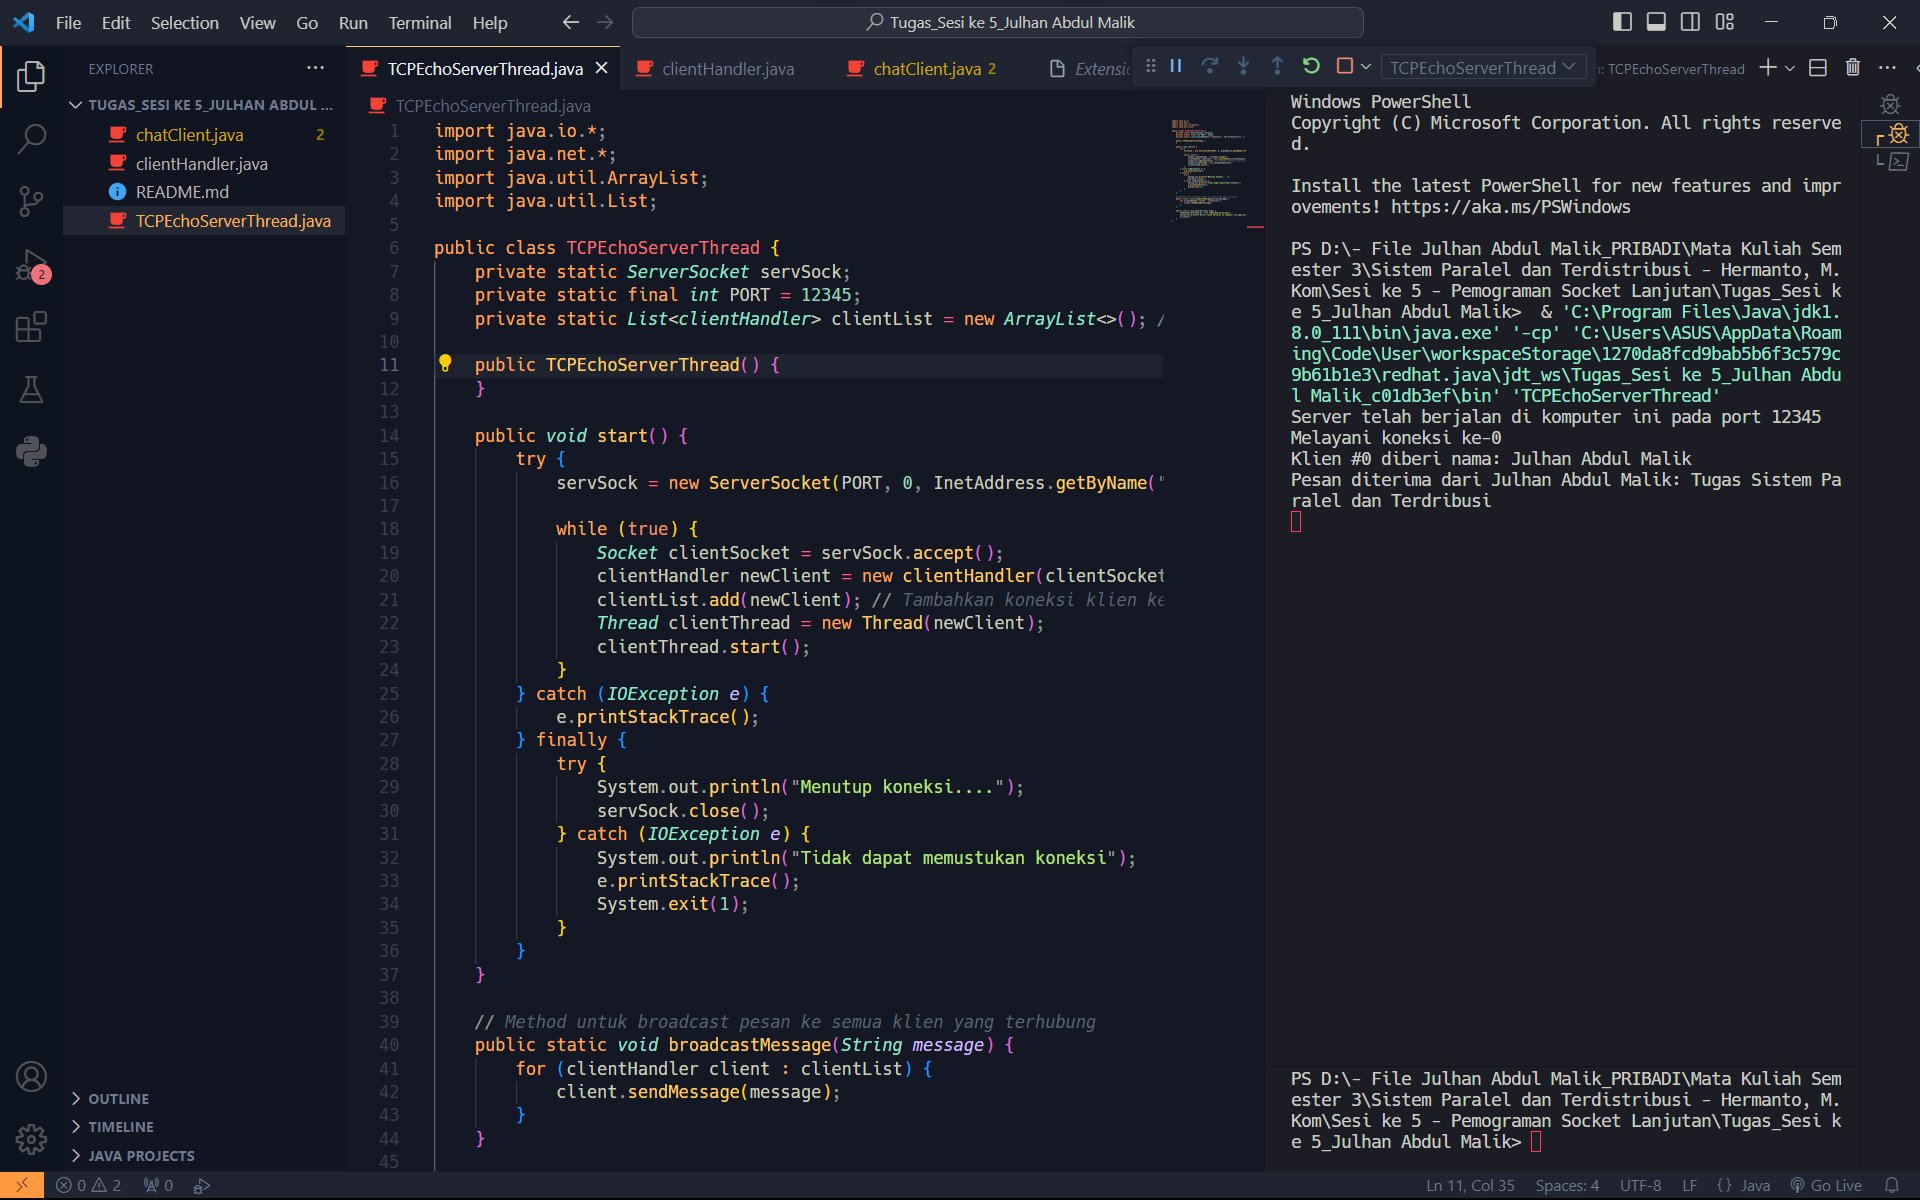 File Edit Selection View Go Run Terminal Help
Tugas_Sesi ke 5_Julhan Abdul Malik
EXPLORER
TUGAS_SESI KE 5_JULHAN ABDUL ...
chatClient.java 2
clientHandler.java
README.md
TCPEchoServerThread.java
2
OUTLINE
TIMELINE
JAVA PROJECTS
TCPEchoServerThread.java clientHandler.java chatClient.java 2
TCPEchoServerThread
TCPEchoServerThread
TCPEchoServerThread.java
1 import java.io.*;
2 import java.net.*;
3 import java.util.ArrayList;
4 import java.util.List;
5
6 public class TCPEchoServerThread {
7 private static ServerSocket servSock;
8 private static final int PORT = 12345;
9 private static List<clientHandler> clientList = new ArrayList<>(); /
10
11 public TCPEchoServerThread() {
12 }
13
14 public void start() {
15 try {
16 servSock = new ServerSocket(PORT, 0, InetAddress.getByName("
17
18 while (true) {
19 Socket clientSocket = servSock.accept();
20 clientHandler newClient = new clientHandler(clientSocket
21 clientList.add(newClient); // Tambahkan koneksi klien ke
22 Thread clientThread = new Thread(newClient);
23 clientThread.start();
24 }
25 } catch (IOException e) {
26 e.printStackTrace();
27 } finally {
28 try {
29 System.out.println("Menutup koneksi....");
30 servSock.close();
31 } catch (IOException e) {
32 System.out.println("Tidak dapat memustukan koneksi");
33 e.printStackTrace();
34 System.exit(1);
35 }
36 }
37 }
38
39 // Method untuk broadcast pesan ke semua klien yang terhubung
40 public static void broadcastMessage(String message) {
41 for (clientHandler client : clientList) {
42 client.sendMessage(message);
43 }
44 }
45
Windows PowerShell
Copyright (C) Microsoft Corporation. All rights reserve
d.
Install the latest PowerShell for new features and impr
ovements! https://aka.ms/PSWindows
PS D:\- File Julhan Abdul Malik_PRIBADI\Mata Kuliah Sem
ester 3\Sistem Paralel dan Terdistribusi - Hermanto, M.
Kom\Sesi ke 5 - Pemograman Socket Lanjutan\Tugas_Sesi k
e 5_Julhan Abdul Malik>  & 'C:\Program Files\Java\jdk1.
8.0_111\bin\java.exe' '-cp' 'C:\Users\ASUS\AppData\Roam
ing\Code\User\workspaceStorage\1270da8fcd9bab5b6f3c579c
9b61b1e3\redhat.java\jdt_ws\Tugas_Sesi ke 5_Julhan Abdu
l Malik_c01db3ef\bin' 'TCPEchoServerThread'
Server telah berjalan di komputer ini pada port 12345
Melayani koneksi ke-0
Klien #0 diberi nama: Julhan Abdul Malik
Pesan diterima dari Julhan Abdul Malik: Tugas Sistem Pa
ralel dan Terdribusi
PS D:\- File Julhan Abdul Malik_PRIBADI\Mata Kuliah Sem
ester 3\Sistem Paralel dan Terdistribusi - Hermanto, M.
Kom\Sesi ke 5 - Pemograman Socket Lanjutan\Tugas_Sesi k
e 5_Julhan Abdul Malik>
0 2 0
Ln 11, Col 35 Spaces: 4 UTF-8 LF {} Java Go Live